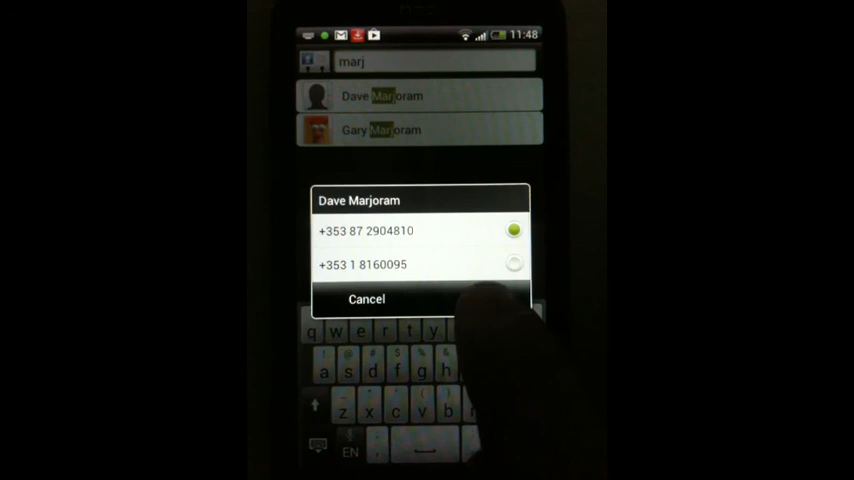 11:48
marj
Dave Marjoram
Gary Marjoram
Dave Marjoram
+353 87 2904810
+353 1 8160095
Cancel
q w e r t y
! @ # $ % &
a s d f g h
z x c v b
EN